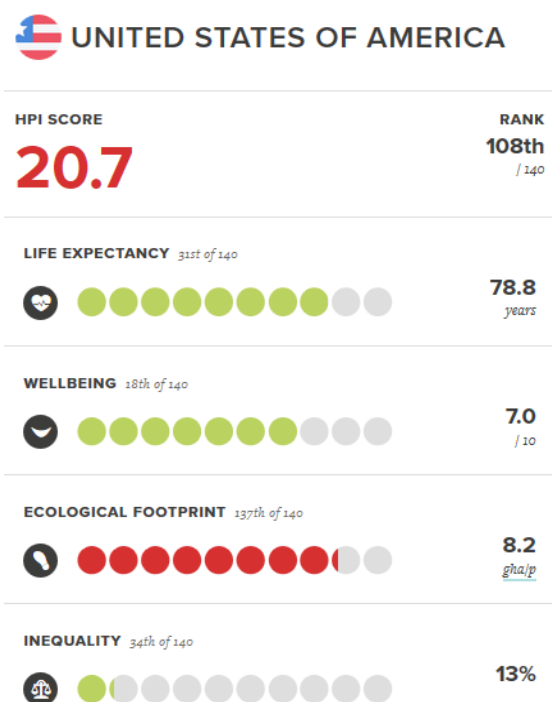 UNITED STATES OF AMERICA
HPI SCORE
20.7
RANK
108th
/ 140
LIFE EXPECTANCY 31st of 140
78.8
years
WELLBEING 18th of 140
7.0
/ 10
ECOLOGICAL FOOTPRINT 137th of 140
8.2
gha/p
INEQUALITY 34th of 140
13%